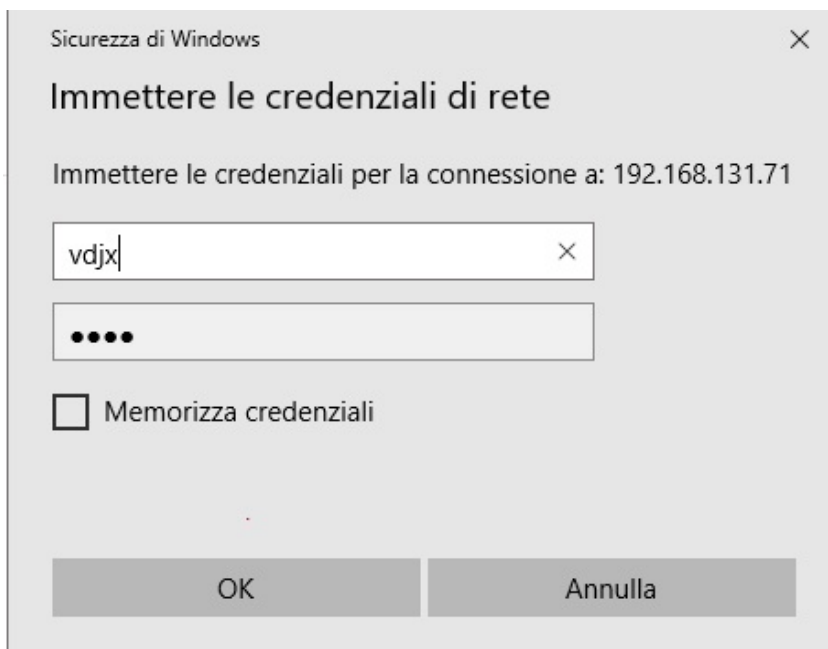 Sicurezza di Windows
Immettere le credenziali di rete
Immettere le credenziali per la connessione a: 192.168.131.71
vdjx
••••
Memorizza credenziali
OK
Annulla